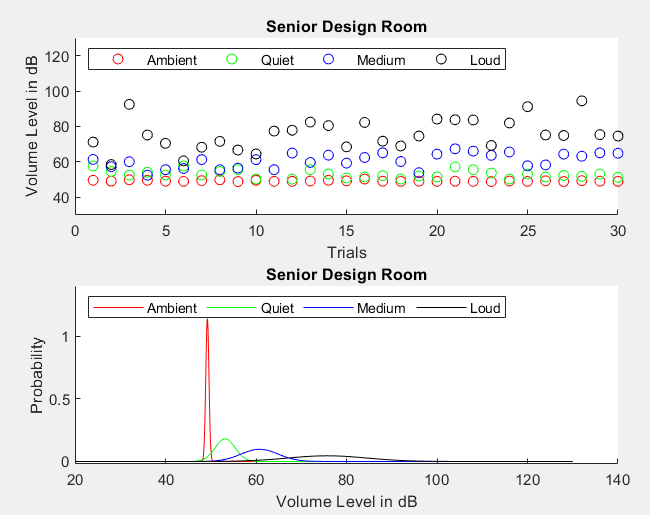 Senior Design Room
Ambient Quiet Medium Loud
Volume Level in dB
120
100
80
60
40
0 5 10 15 20 25 30
Trials
Senior Design Room
Ambient Quiet Medium Loud
Probability
1
0.5
0
20 40 60 80 100 120 140
Volume Level in dB